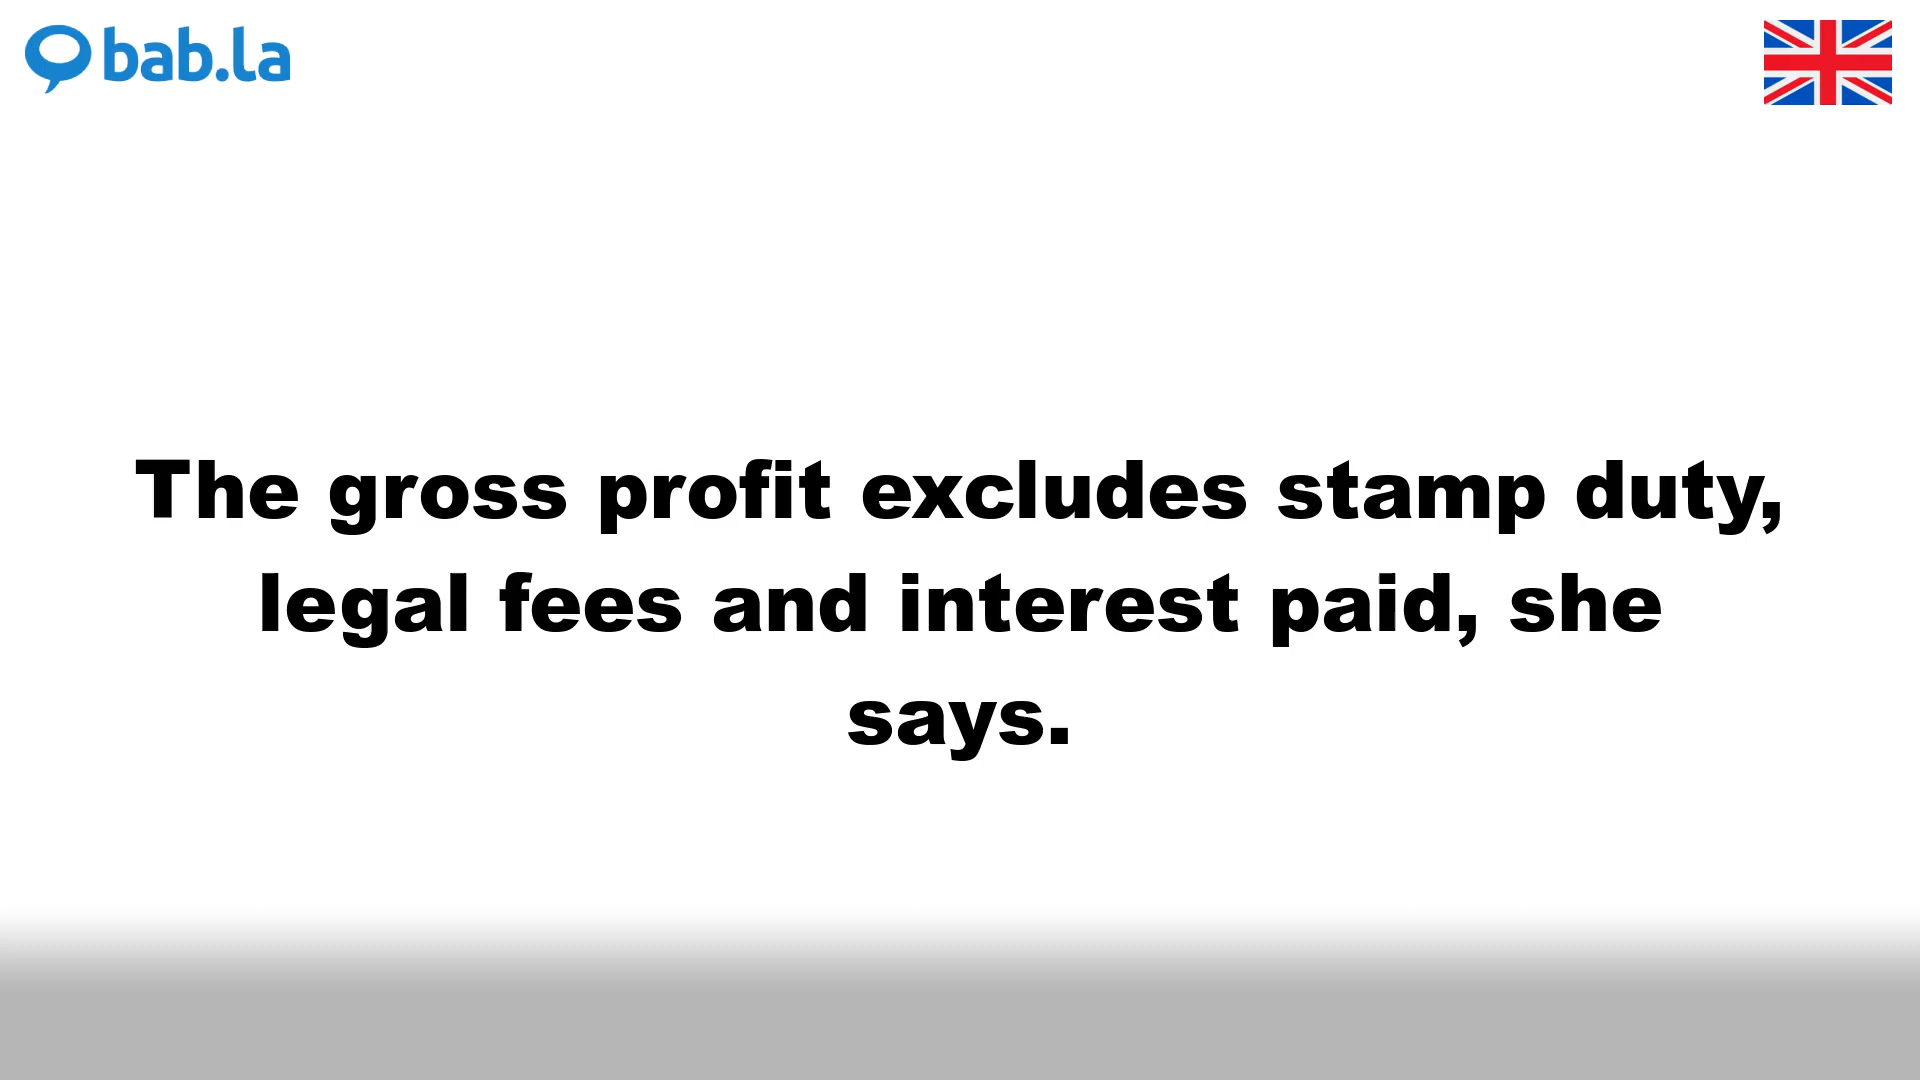 bab.la
The gross profit excludes stamp duty,
legal fees and interest paid, she
says.